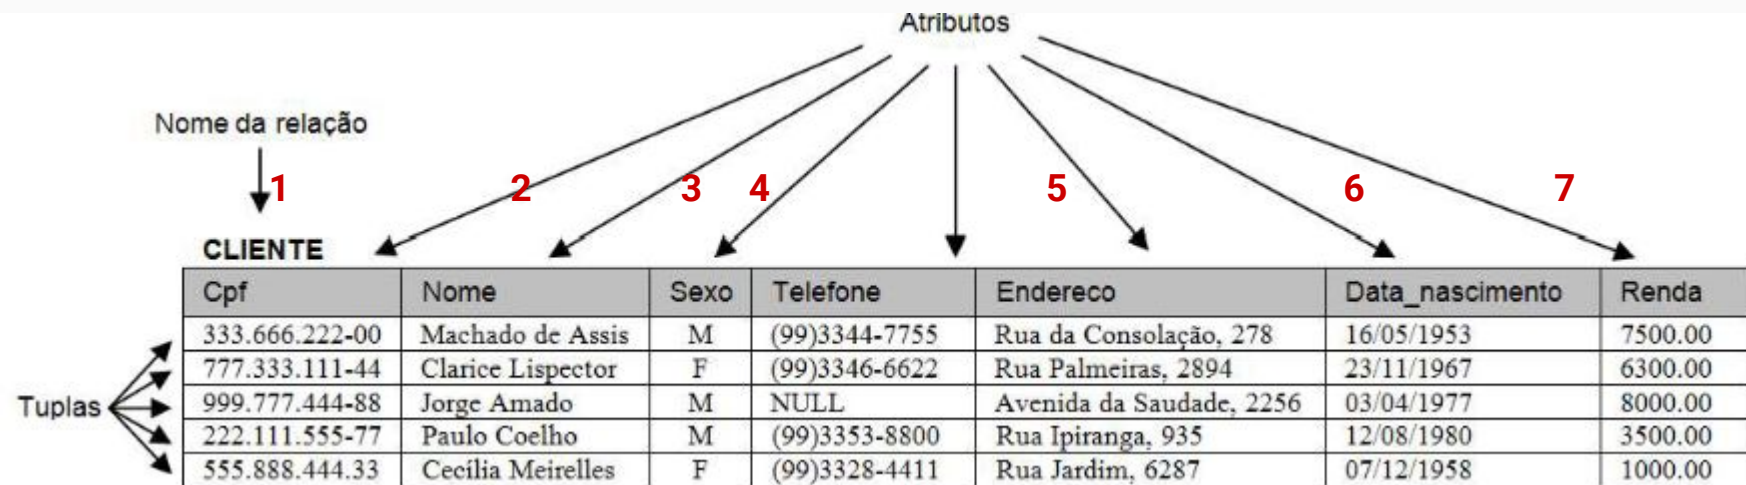 Atributos
Nome da relação
1 2 3 4 5 6 7
CLIENTE
Cpf Nome Sexo Telefone Endereco Data_nascimento Renda
333.666.222-00 Machado de Assis M (99)3344-7755 Rua da Consolação, 278 16/05/1953 7500.00
777.333.111-44 Clarice Lispector F (99)3346-6622 Rua Palmeiras, 2894 23/11/1967 6300.00
Tuplas 999.777.444-88 Jorge Amado M NULL Avenida da Saudade, 2256 03/04/1977 8000.00
222.111.555-77 Paulo Coelho M (99)3353-8800 Rua Ipiranga, 935 12/08/1980 3500.00
555.888.444.33 Cecília Meirelles F (99)3328-4411 Rua Jardim, 6287 07/12/1958 1000.00